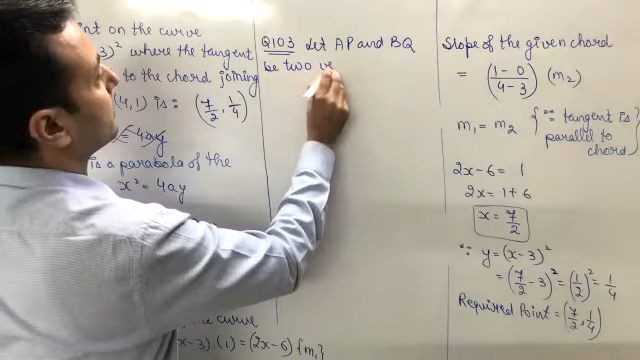 int on the curve
3)² where the tangent
to the chord joining
(4,1) is : (7/2, 1/4)
= 4ay
is a parabola of the
x² = 4ay
curve
x-3) · (1) = (2x-6) {m₁}
Q103 Let AP and BQ
be two ve
Slope of the given chord
= (1-0/4-3) (m₂)
m₁ = m₂ {∵ tangent is parallel to chord}
2x-6 = 1
2x = 1+6
x = 7/2
∵ y = (x-3)²
= (7/2 - 3)² = (1/2)² = 1/4
Required Point = (7/2, 1/4)